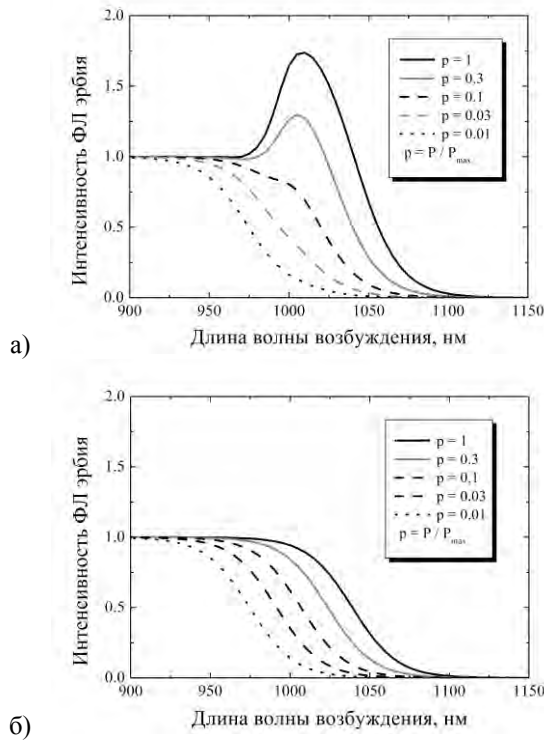 2.0
1.5
1.0
0.5
0.0
Интенсивность ФЛ эрбия
p = 1
p = 0.3
p = 0.1
p = 0.03
p = 0.01
p = P / Pmax
900 950 1000 1050 1100 1150
Длина волны возбуждения, нм
а)
2.0
1.5
1.0
0.5
0.0
Интенсивность ФЛ эрбия
p = 1
p = 0.3
p = 0,1
p = 0.03
p = 0.01
p = P / Pmax
900 950 1000 1050 1100 1150
Длина волны возбуждения, нм
б)